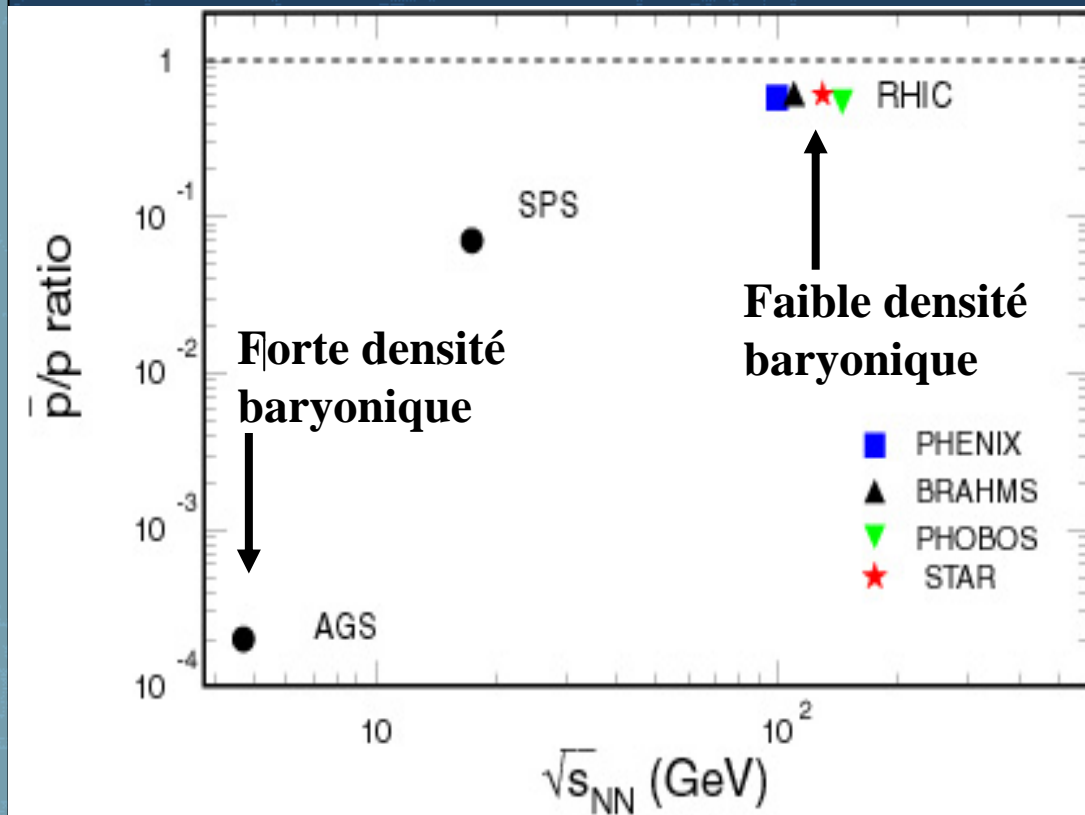 1
10⁻¹
10⁻²
10⁻³
10⁻⁴
p̄/p ratio
RHIC
SPS
Faible densité
baryonique
Forte densité
baryonique
PHENIX
BRAHMS
PHOBOS
STAR
AGS
10
10²
√s_NN (GeV)